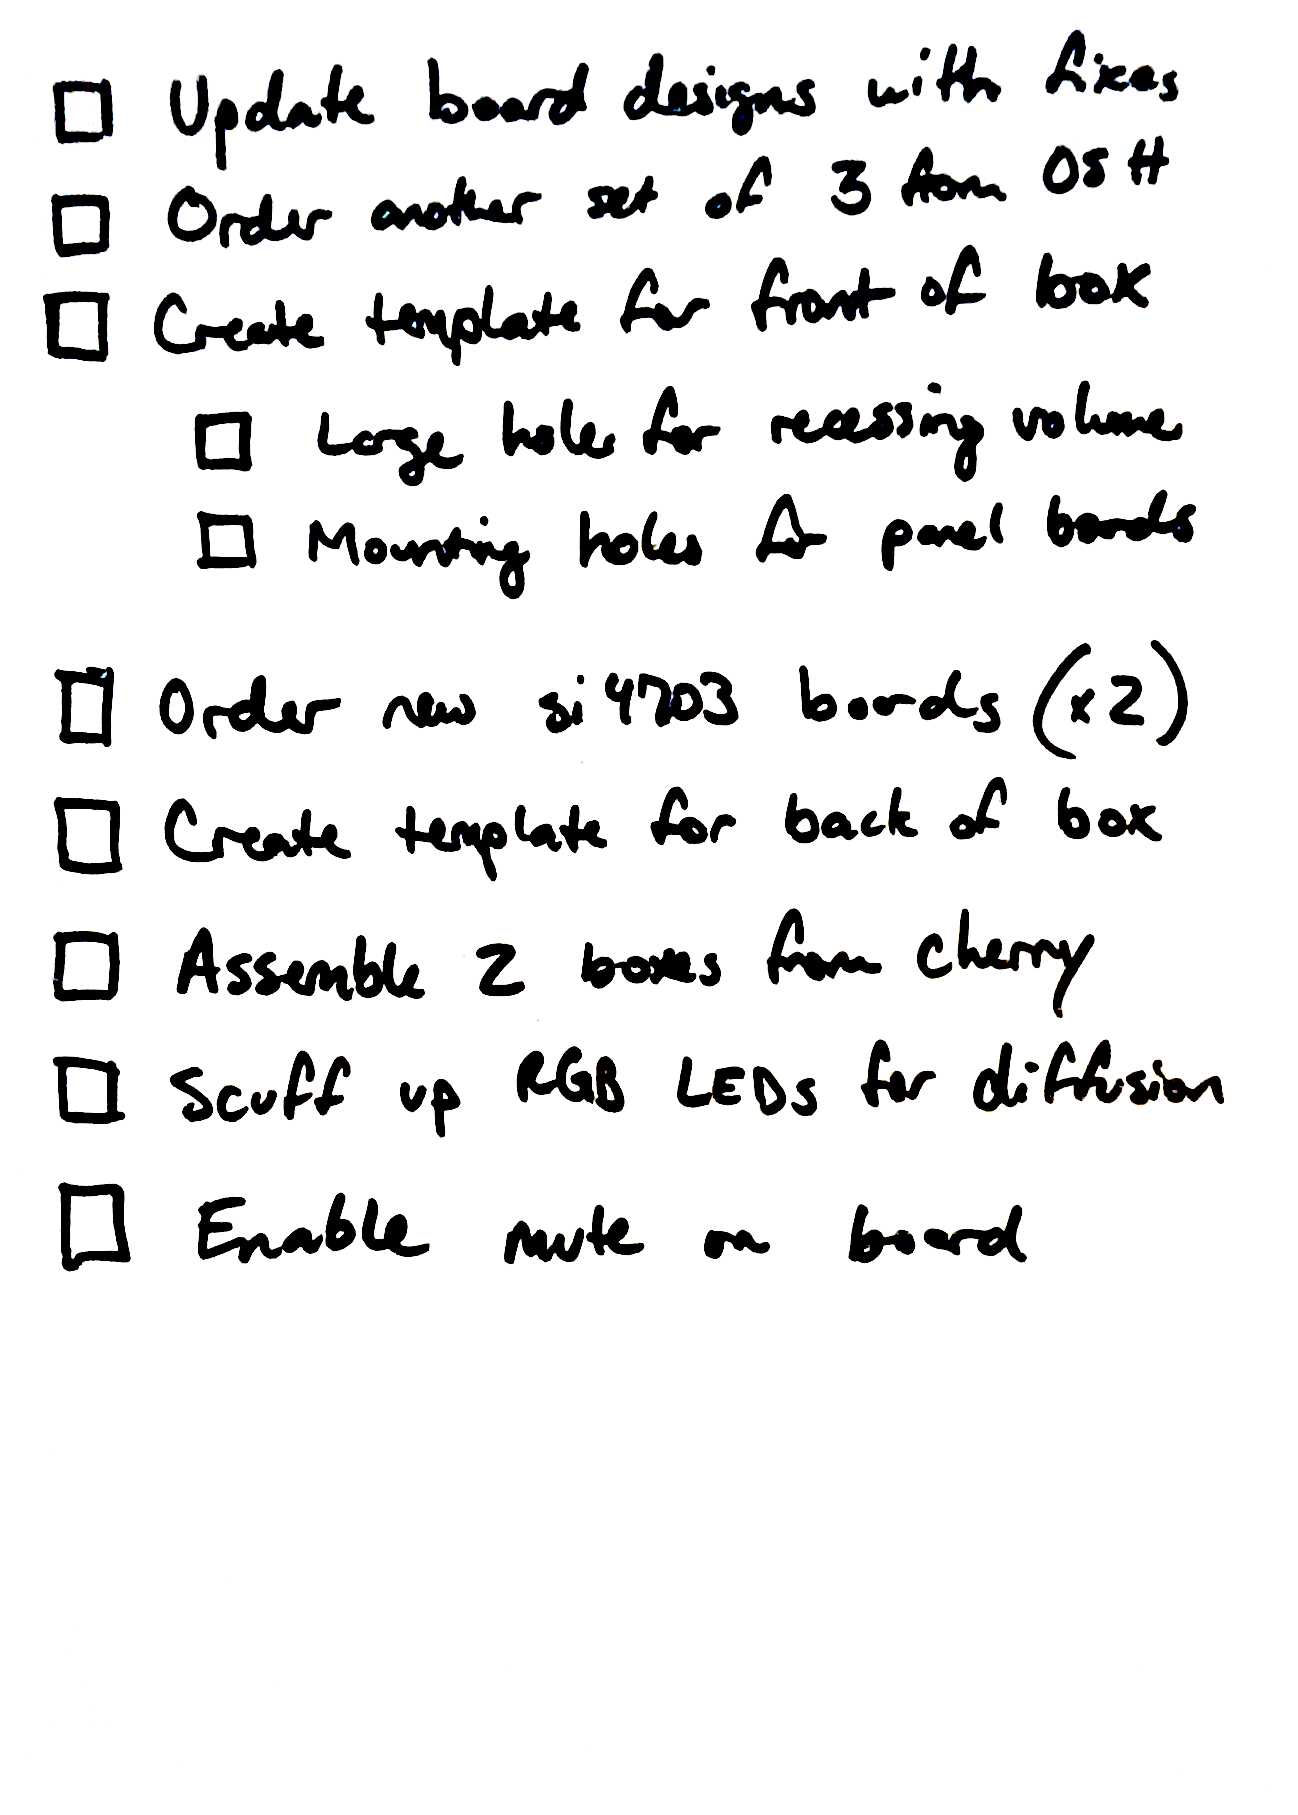 Update board designs with fixes
Order another set of 3 from OSH
Create template for front of box
Large holes for recessing volume
Mounting holes for panel boards
Order new si4703 boards (x2)
Create template for back of box
Assemble 2 boxes from cherry
Scuff up RGB LEDs for diffusion
Enable mute on board